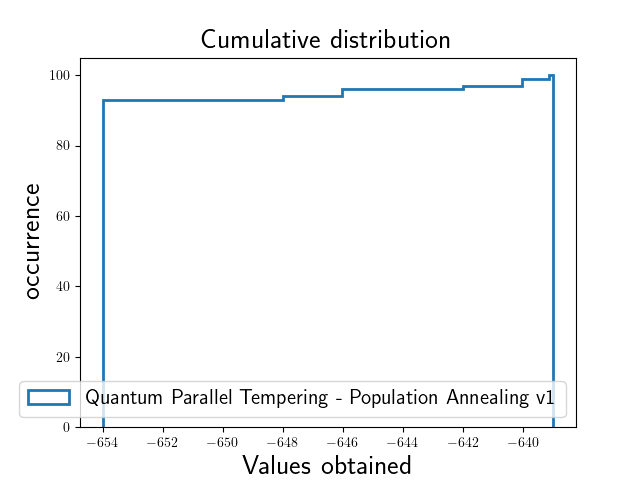 Cumulative distribution
occurrence
100
80
60
40
20
0
Quantum Parallel Tempering - Population Annealing v1
−654 −652 −650 −648 −646 −644 −642 −640
Values obtained